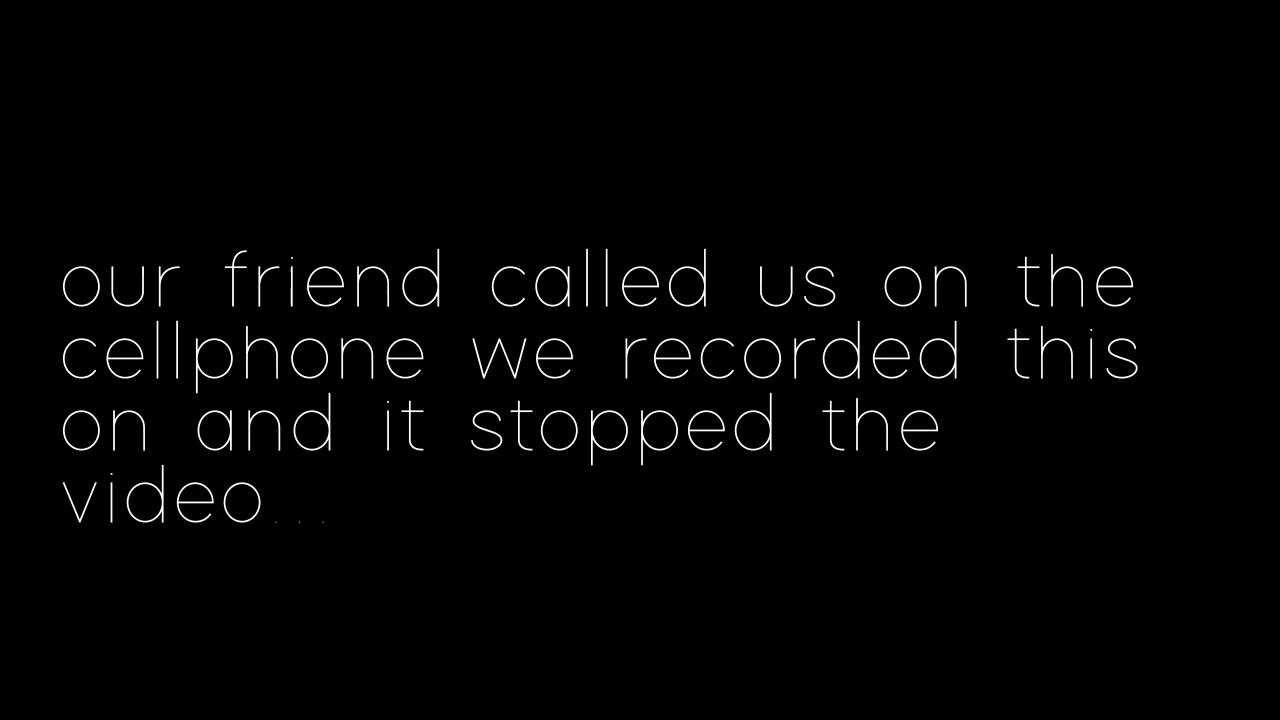 our friend called us on the
cellphone we recorded this
on and it stopped the
video...